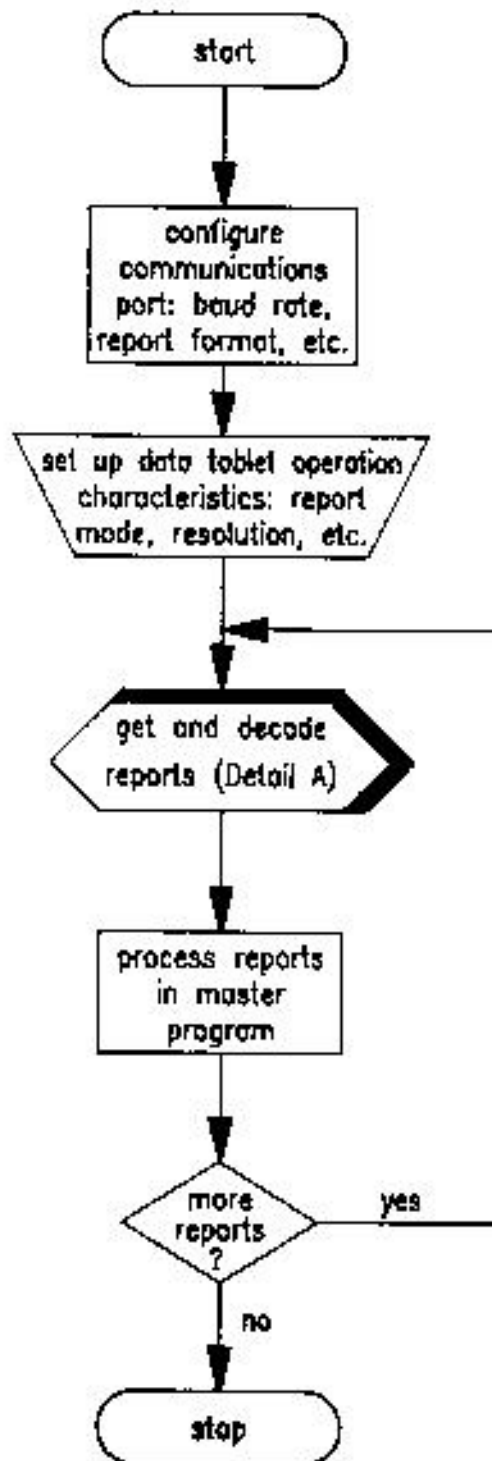 start
configure
communications
port: baud rate,
report format, etc.
set up data tablet operation
characteristics: report
mode, resolution, etc.
get and decode
reports (Detail A)
process reports
in master
program
more
reports
?
yes
no
stop